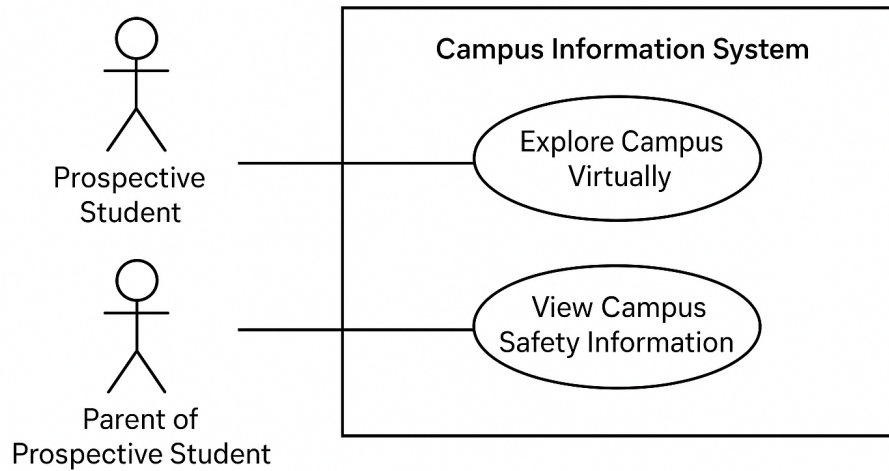 Campus Information System
Explore Campus
Virtually
Prospective
Student
View Campus
Safety Information
Parent of
Prospective Student